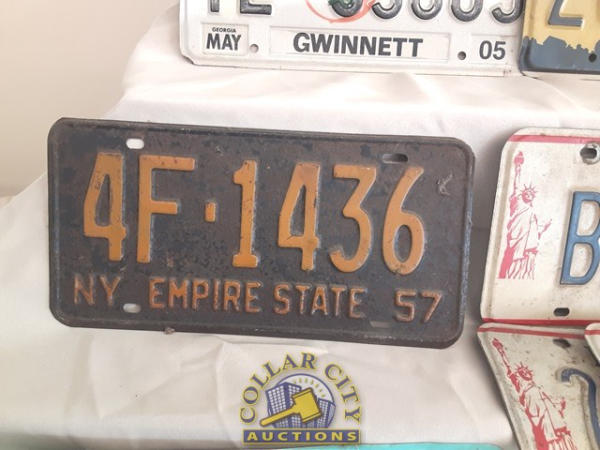 GEORGIA
MAY
GWINNETT
05
4F·1436
NY EMPIRE STATE 57
B
COLLAR CITY
AUCTIONS